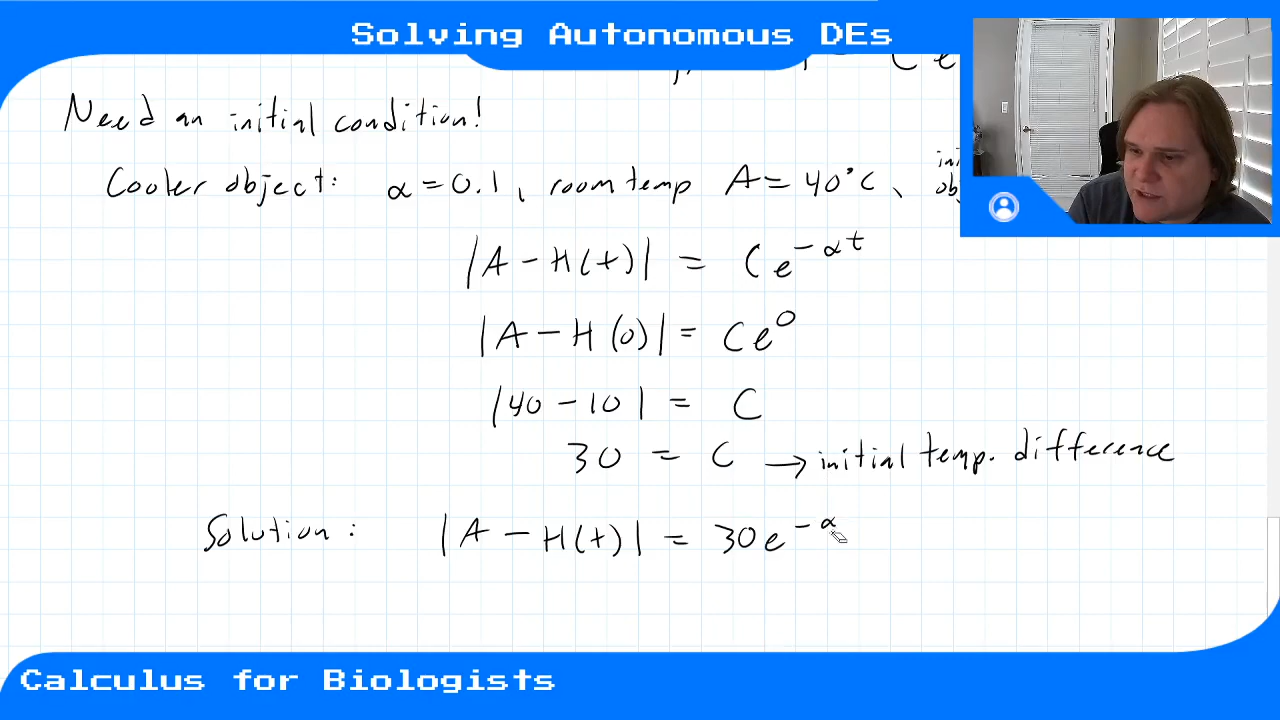 Solving Autonomous DEs
C e
Need an initial condition!
Cooler object: α = 0.1, room temp A = 40°C,
|A - H(t)| = Ce^{-αt}
|A - H(0)| = Ce^0
|40 - 10| = C
30 = C → initial temp. difference
Solution: |A - H(t)| = 30e^{-α}
Calculus for Biologists